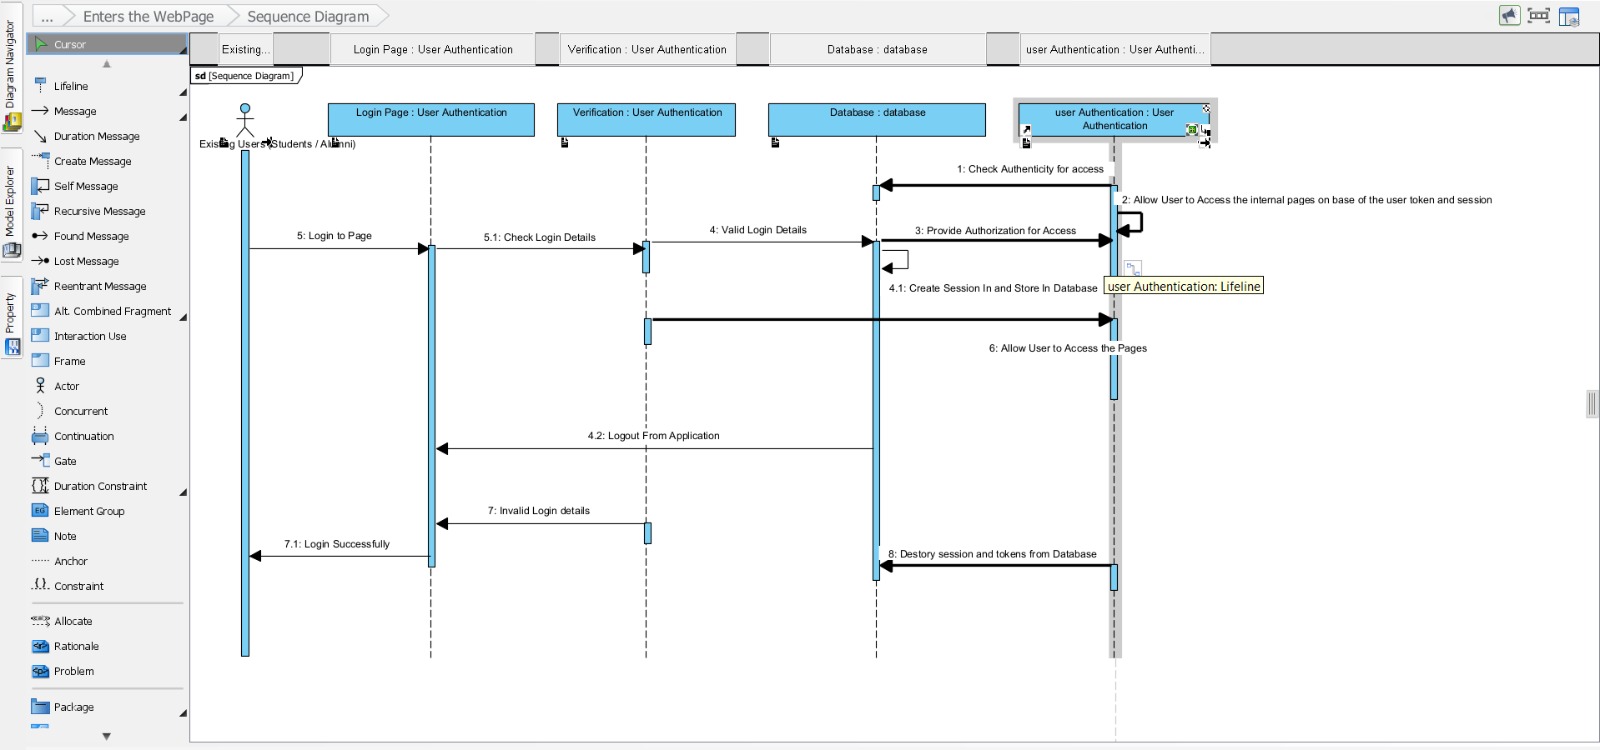 ... Enters the WebPage Sequence Diagram
Diagram Navigator
Model Explorer
Property
Cursor
Lifeline
Message
Duration Message
Create Message
Self Message
Recursive Message
Found Message
Lost Message
Reentrant Message
Alt. Combined Fragment
Interaction Use
Frame
Actor
Concurrent
Continuation
Gate
Duration Constraint
Element Group
Note
Anchor
Constraint
Allocate
Rationale
Problem
Package
Existing...
Login Page : User Authentication
Verification : User Authentication
Database : database
user Authentication : User Authenti...
sd [Sequence Diagram]
Existing Users (Students / Alumni)
Login Page : User Authentication
Verification : User Authentication
Database : database
user Authentication : User
Authentication
1: Check Authenticity for access
2: Allow User to Access the internal pages on base of the user token and session
5: Login to Page
5.1: Check Login Details
4: Valid Login Details
3: Provide Authorization for Access
4.1: Create Session In and Store In Database
user Authentication: Lifeline
6: Allow User to Access the Pages
4.2: Logout From Application
7: Invalid Login details
7.1: Login Successfully
8: Destory session and tokens from Database